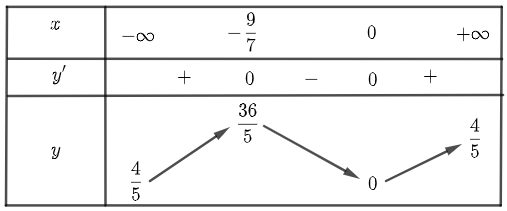 x −∞ −9/7 0 +∞
y′ + 0 − 0 +
y 4/5 36/5 0 4/5